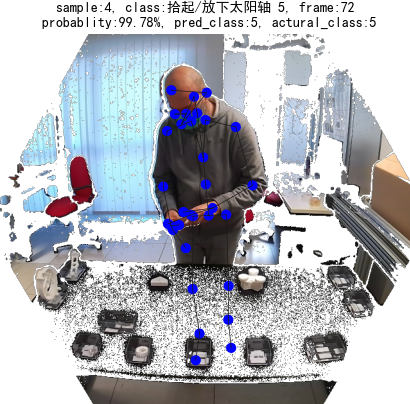 sample:4, class:拾起/放下太阳轴 5, frame:72
probablity:99.78%, pred_class:5, actural_class:5